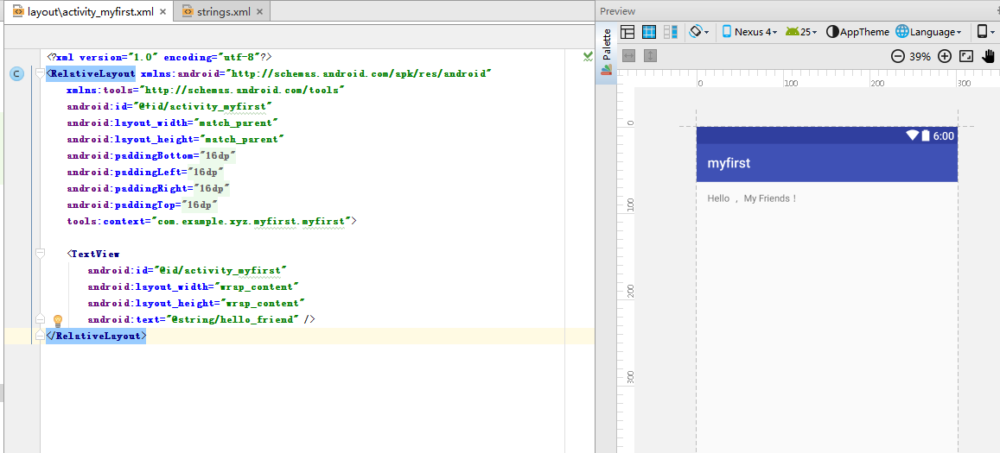 layout\activity_myfirst.xml
strings.xml
Preview
Palette
Nexus 4
25
AppTheme
Language
39%
<?xml version="1.0" encoding="utf-8"?>
<RelativeLayout xmlns:android="http://schemas.android.com/apk/res/android"
xmlns:tools="http://schemas.android.com/tools"
android:id="@+id/activity_myfirst"
android:layout_width="match_parent"
android:layout_height="match_parent"
android:paddingBottom="16dp"
android:paddingLeft="16dp"
android:paddingRight="16dp"
android:paddingTop="16dp"
tools:context="com.example.xyz.myfirst.myfirst">
<TextView
android:id="@id/activity_myfirst"
android:layout_width="wrap_content"
android:layout_height="wrap_content"
android:text="@string/hello_friend" />
</RelativeLayout>
C
0
100
200
300
0
100
200
300
6:00
myfirst
Hello ，My Friends！